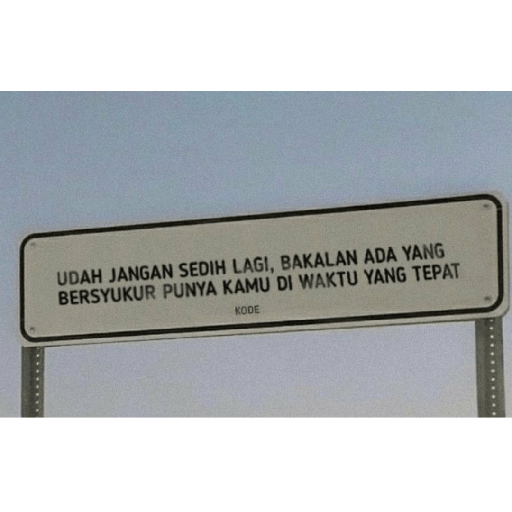 UDAH JANGAN SEDIH LAGI, BAKALAN ADA YANG
BERSYUKUR PUNYA KAMU DI WAKTU YANG TEPAT
KODE